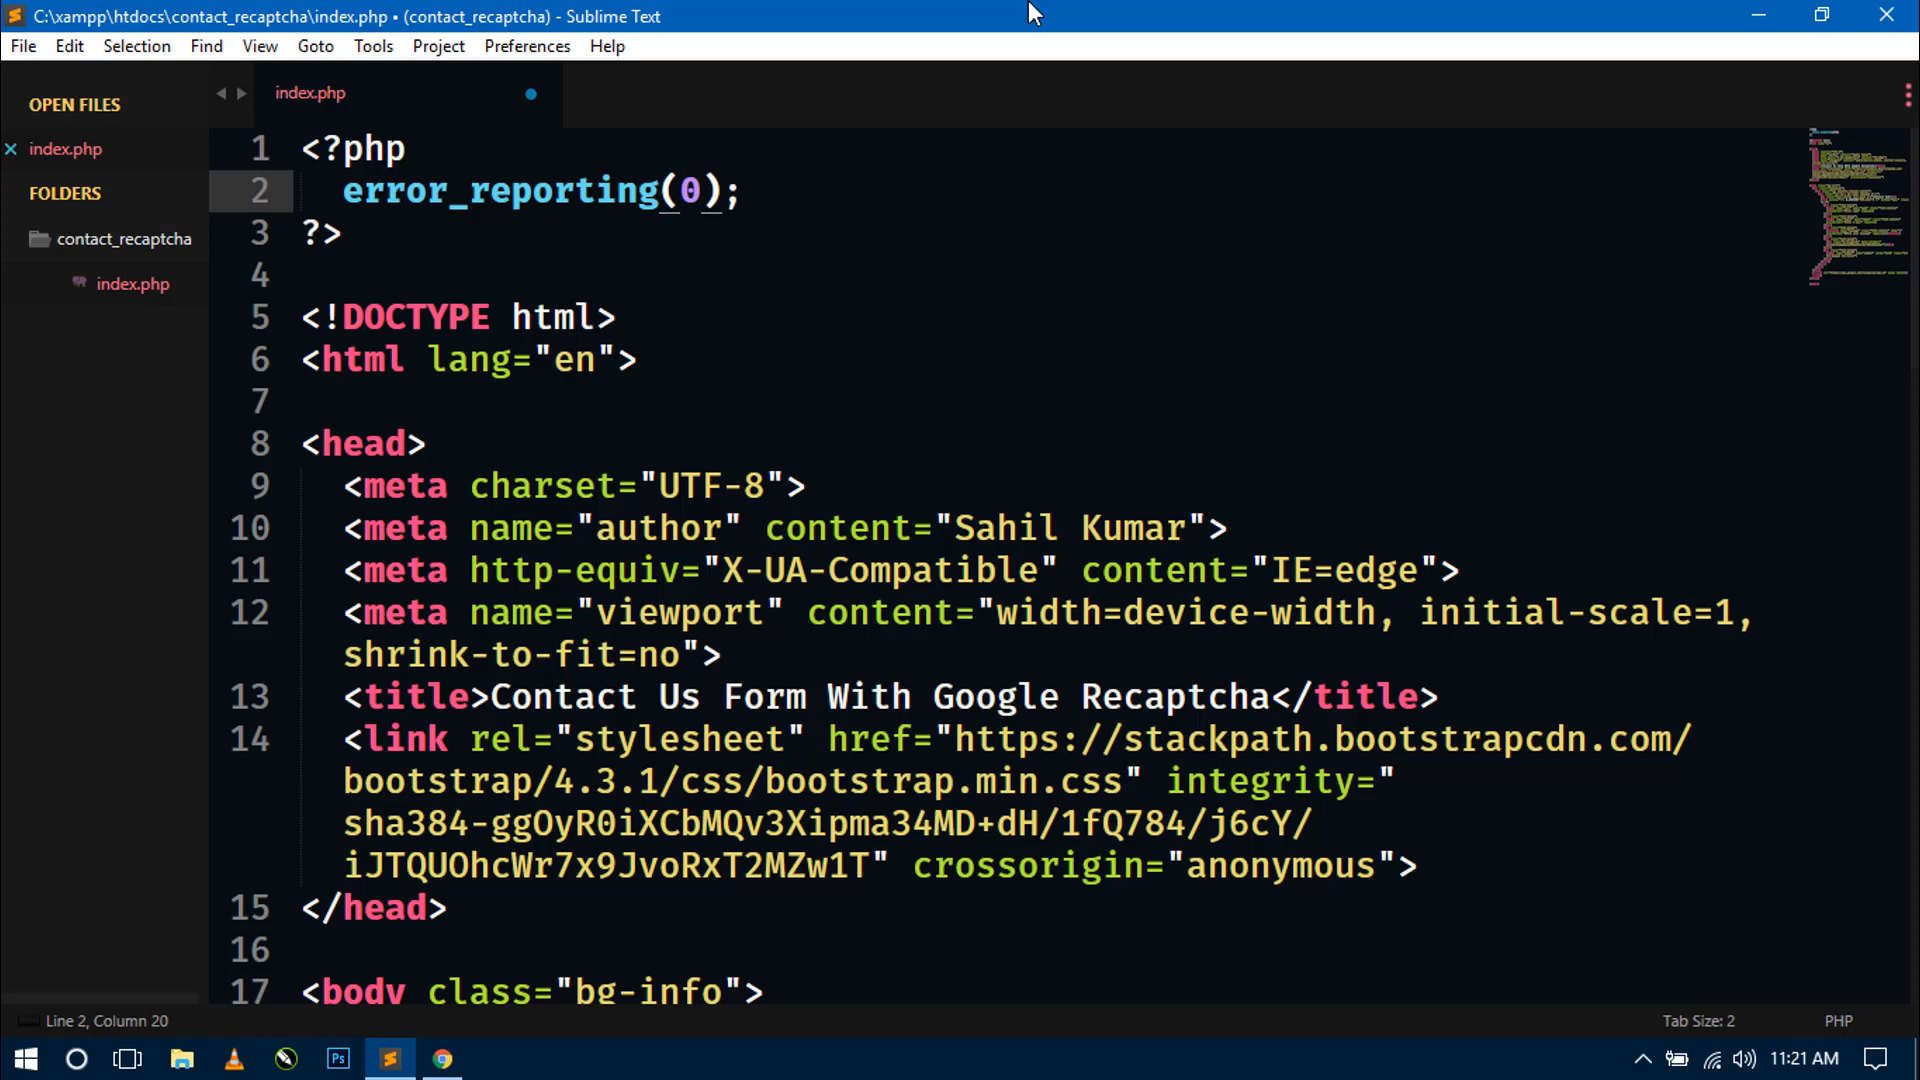 C:\xampp\htdocs\contact_recaptcha\index.php • (contact_recaptcha) - Sublime Text
File Edit Selection Find View Goto Tools Project Preferences Help
OPEN FILES
index.php
FOLDERS
contact_recaptcha
index.php
index.php
1 <?php
2 error_reporting(0);
3 ?>
4
5 <!DOCTYPE html>
6 <html lang="en">
7
8 <head>
9 <meta charset="UTF-8">
10 <meta name="author" content="Sahil Kumar">
11 <meta http-equiv="X-UA-Compatible" content="IE=edge">
12 <meta name="viewport" content="width=device-width, initial-scale=1,
shrink-to-fit=no">
13 <title>Contact Us Form With Google Recaptcha</title>
14 <link rel="stylesheet" href="https://stackpath.bootstrapcdn.com/
bootstrap/4.3.1/css/bootstrap.min.css" integrity="
sha384-ggOyR0iXCbMQv3Xipma34MD+dH/1fQ784/j6cY/
iJTQUOhcWr7x9JvoRxT2MZw1T" crossorigin="anonymous">
15 </head>
16
17 <body class="bg-info">
Line 2, Column 20
Tab Size: 2
PHP
Ps
11:21 AM